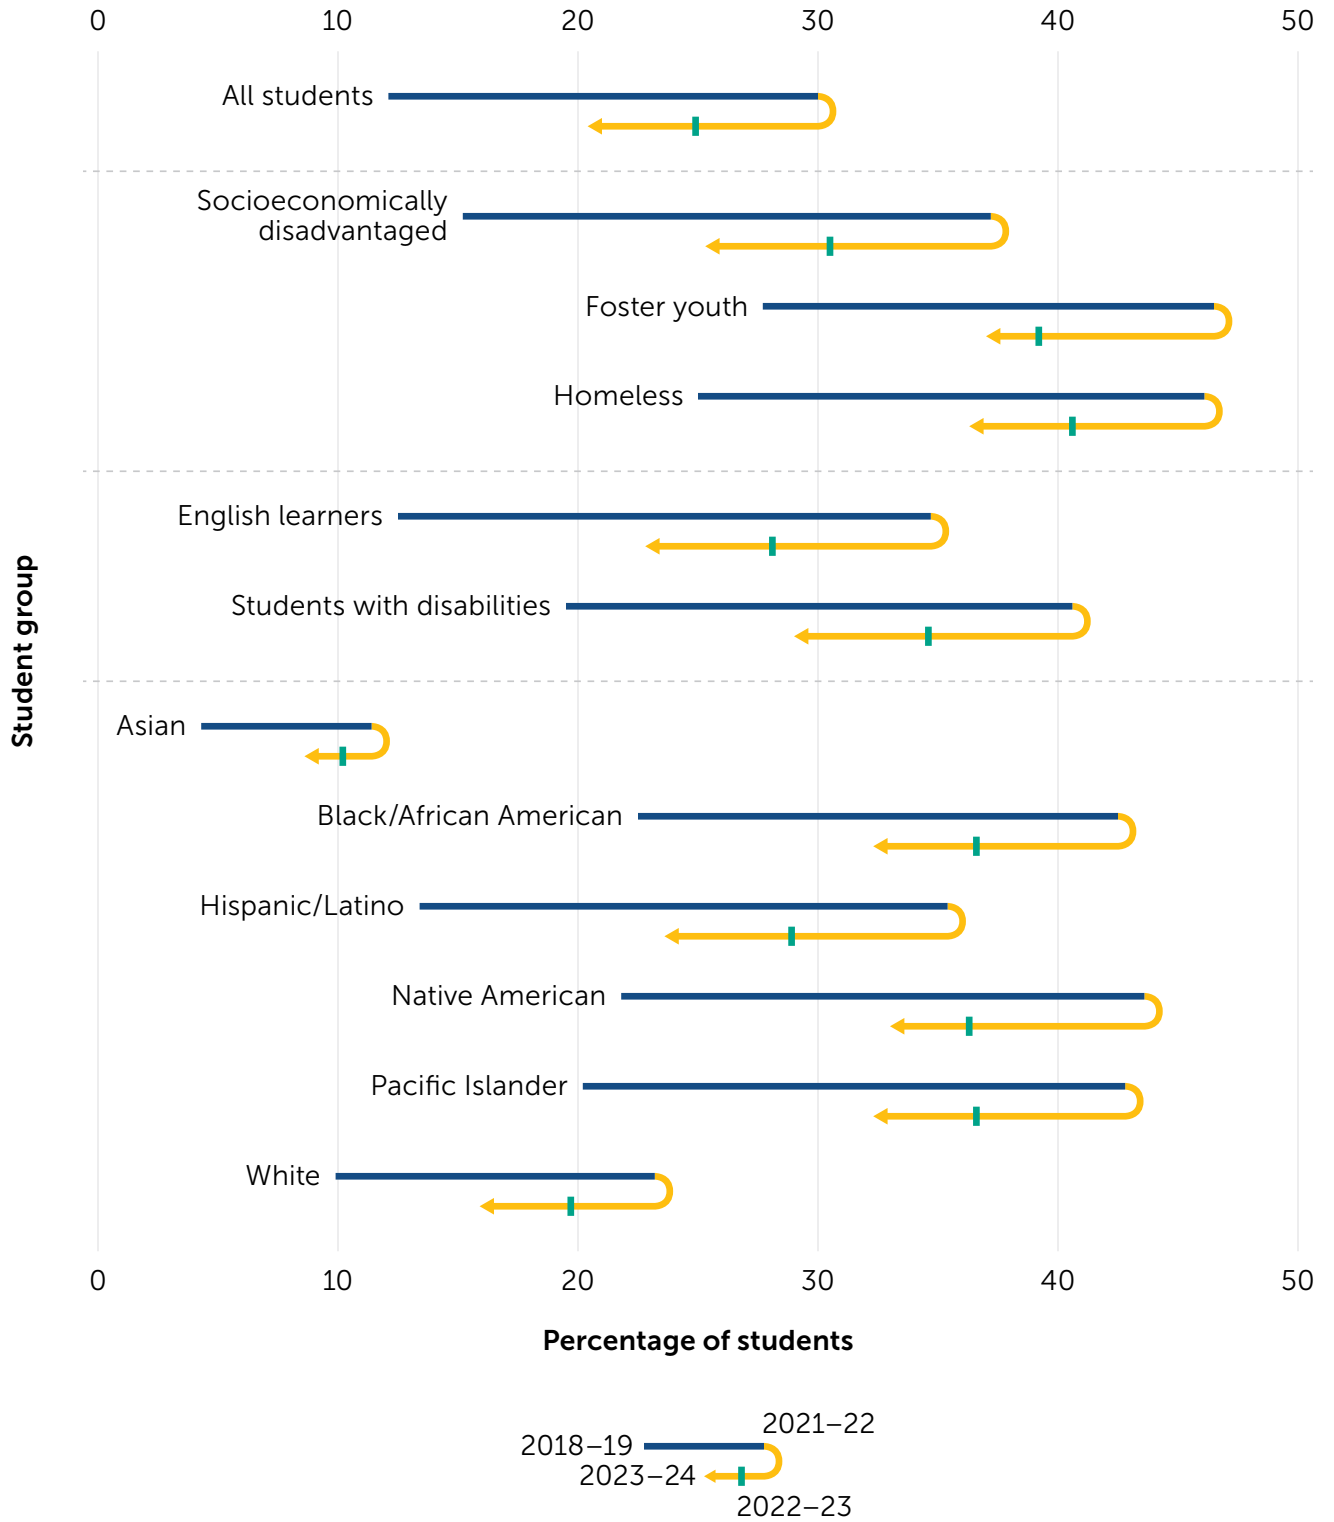 0 10 20 30 40 50
All students
Socioeconomically
disadvantaged
Foster youth
Homeless
English learners
Students with disabilities
Student group
Asian
Black/African American
Hispanic/Latino
Native American
Pacific Islander
White
0 10 20 30 40 50
Percentage of students
2021–22
2018–19
2023–24
2022–23